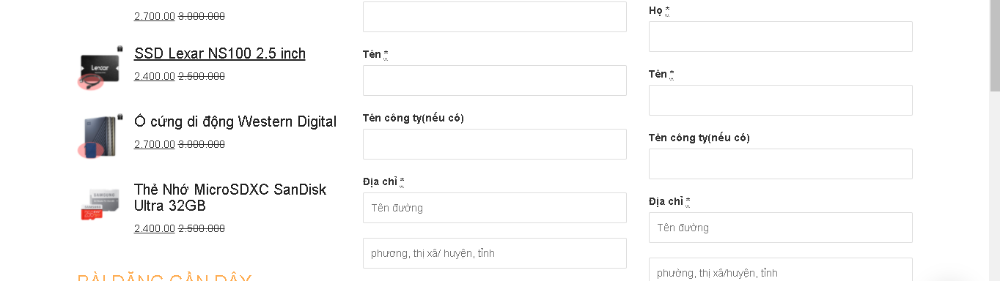 2.700.00 3.000.000
SSD Lexar NS100 2.5 inch
Lexar
2.400.00 2.500.000
Ổ cứng di động Western Digital
2.700.00 3.000.000
Thẻ Nhớ MicroSDXC SanDisk
Ultra 32GB
SAMSUNG
2.400.00 2.500.000
BÀI ĐĂNG GẦN ĐÂY
Tên *
Tên công ty(nếu có)
Địa chỉ *
Tên đường
phương, thị xã/ huyện, tỉnh
Họ *
Tên *
Tên công ty(nếu có)
Địa chỉ *
Tên đường
phường, thị xã/huyện, tỉnh